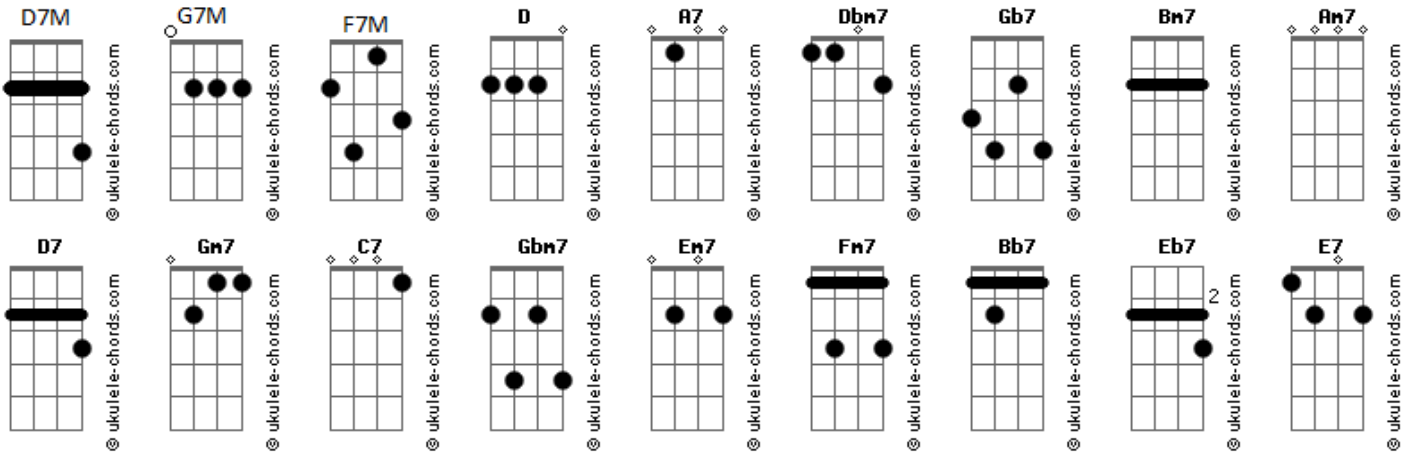 D7M G7M F7M D A7 Dbm7 Gb7 Bm7 Am7
© ukulele-chords.com © ukulele-chords.com © ukulele-chords.com © ukulele-chords.com © ukulele-chords.com © ukulele-chords.com © ukulele-chords.com © ukulele-chords.com © ukulele-chords.com
D7 Gm7 C7 Gbm7 Em7 Fm7 Bb7 Eb7 E7
2
© ukulele-chords.com © ukulele-chords.com © ukulele-chords.com © ukulele-chords.com © ukulele-chords.com © ukulele-chords.com © ukulele-chords.com © ukulele-chords.com © ukulele-chords.com